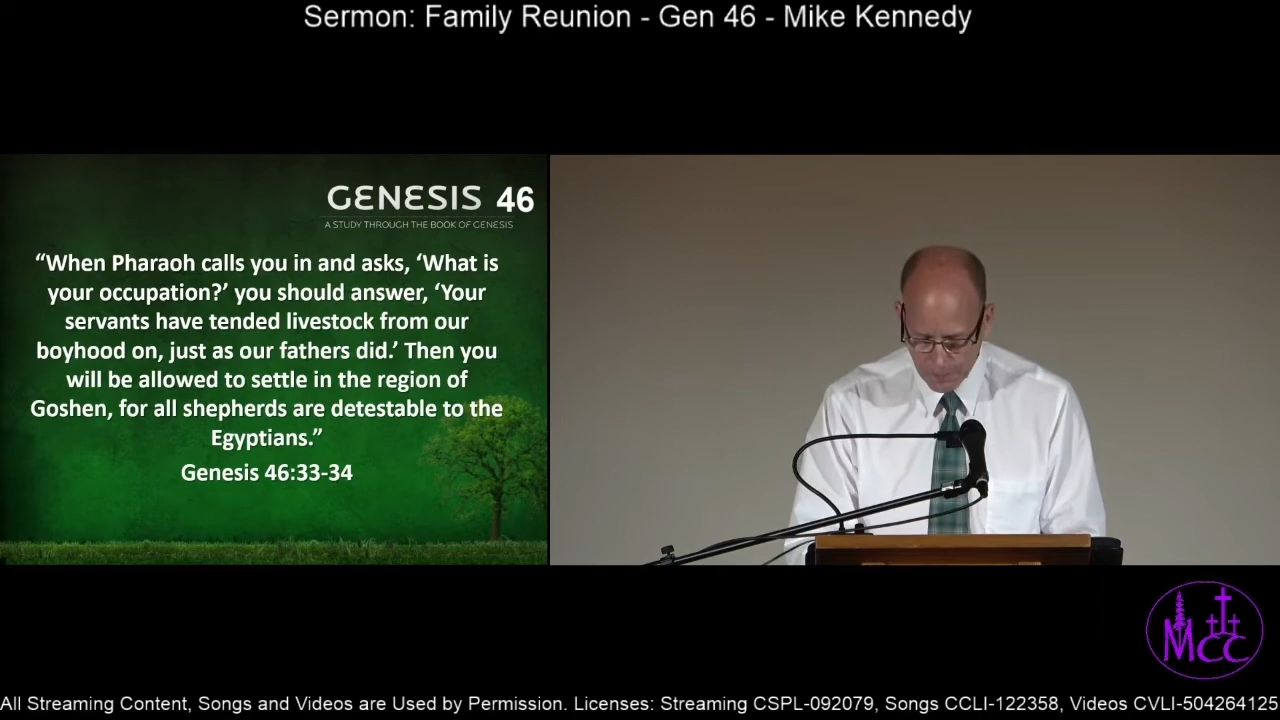 Sermon: Family Reunion - Gen 46 - Mike Kennedy
GENESIS 46
A STUDY THROUGH THE BOOK OF GENESIS
“When Pharaoh calls you in and asks, ‘What is
your occupation?’ you should answer, ‘Your
servants have tended livestock from our
boyhood on, just as our fathers did.’ Then you
will be allowed to settle in the region of
Goshen, for all shepherds are detestable to the
Egyptians.”
Genesis 46:33-34
MCC
All Streaming Content, Songs and Videos are Used by Permission. Licenses: Streaming CSPL-092079, Songs CCLI-122358, Videos CVLI-504264125